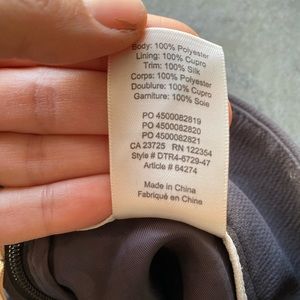 Body: 100% Polyester
Lining: 100% Cupro
Trim: 100% Silk
Corps: 100% Polyester
Doublure: 100% Cupro
Garniture: 100% Soie
PO 4500082819
PO 4500082820
PO 4500082821
CA 23725 RN 122354
Style # DTR4-6729-47
Article # 64274
Made in China
Fabriqué en Chine